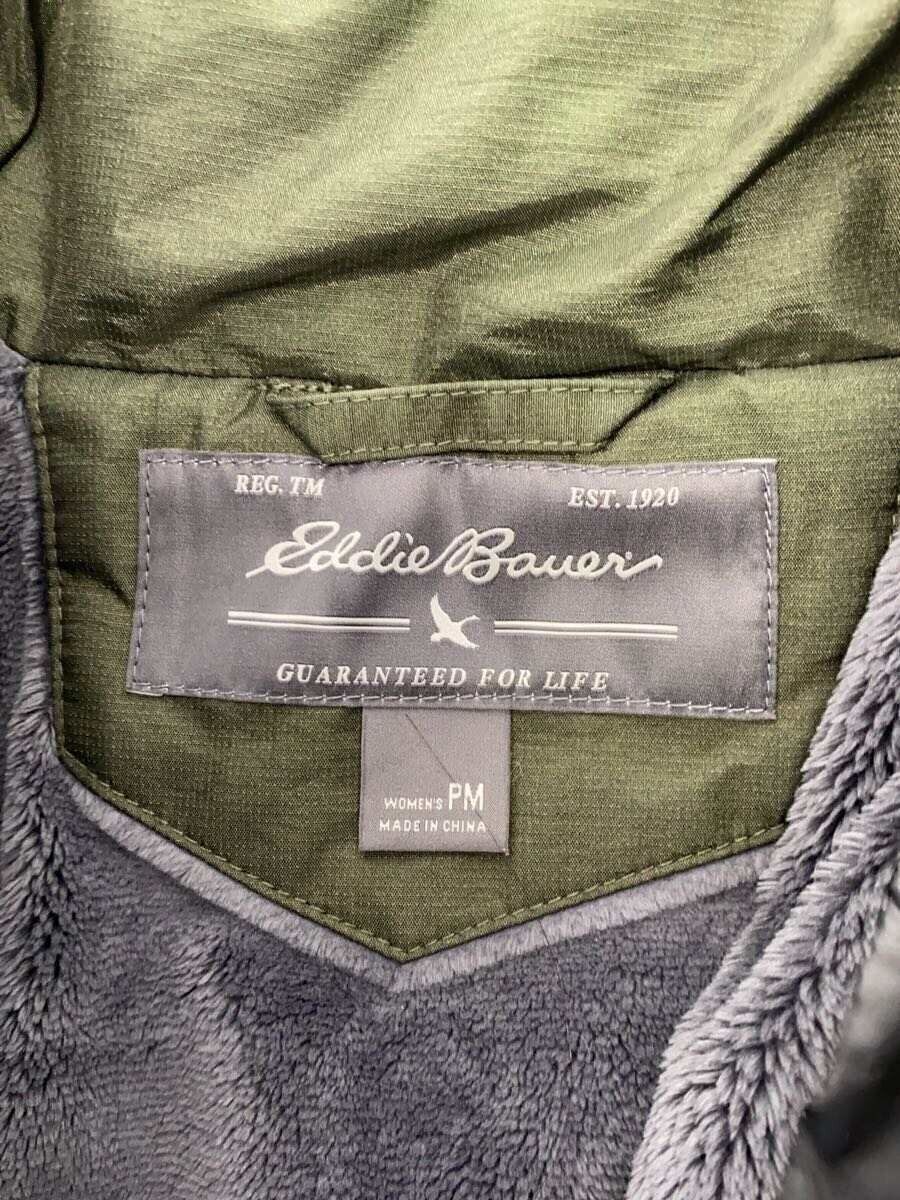 REG. TM
EST. 1920
Eddie Bauer
GUARANTEED FOR LIFE
WOMEN'S PM
MADE IN CHINA